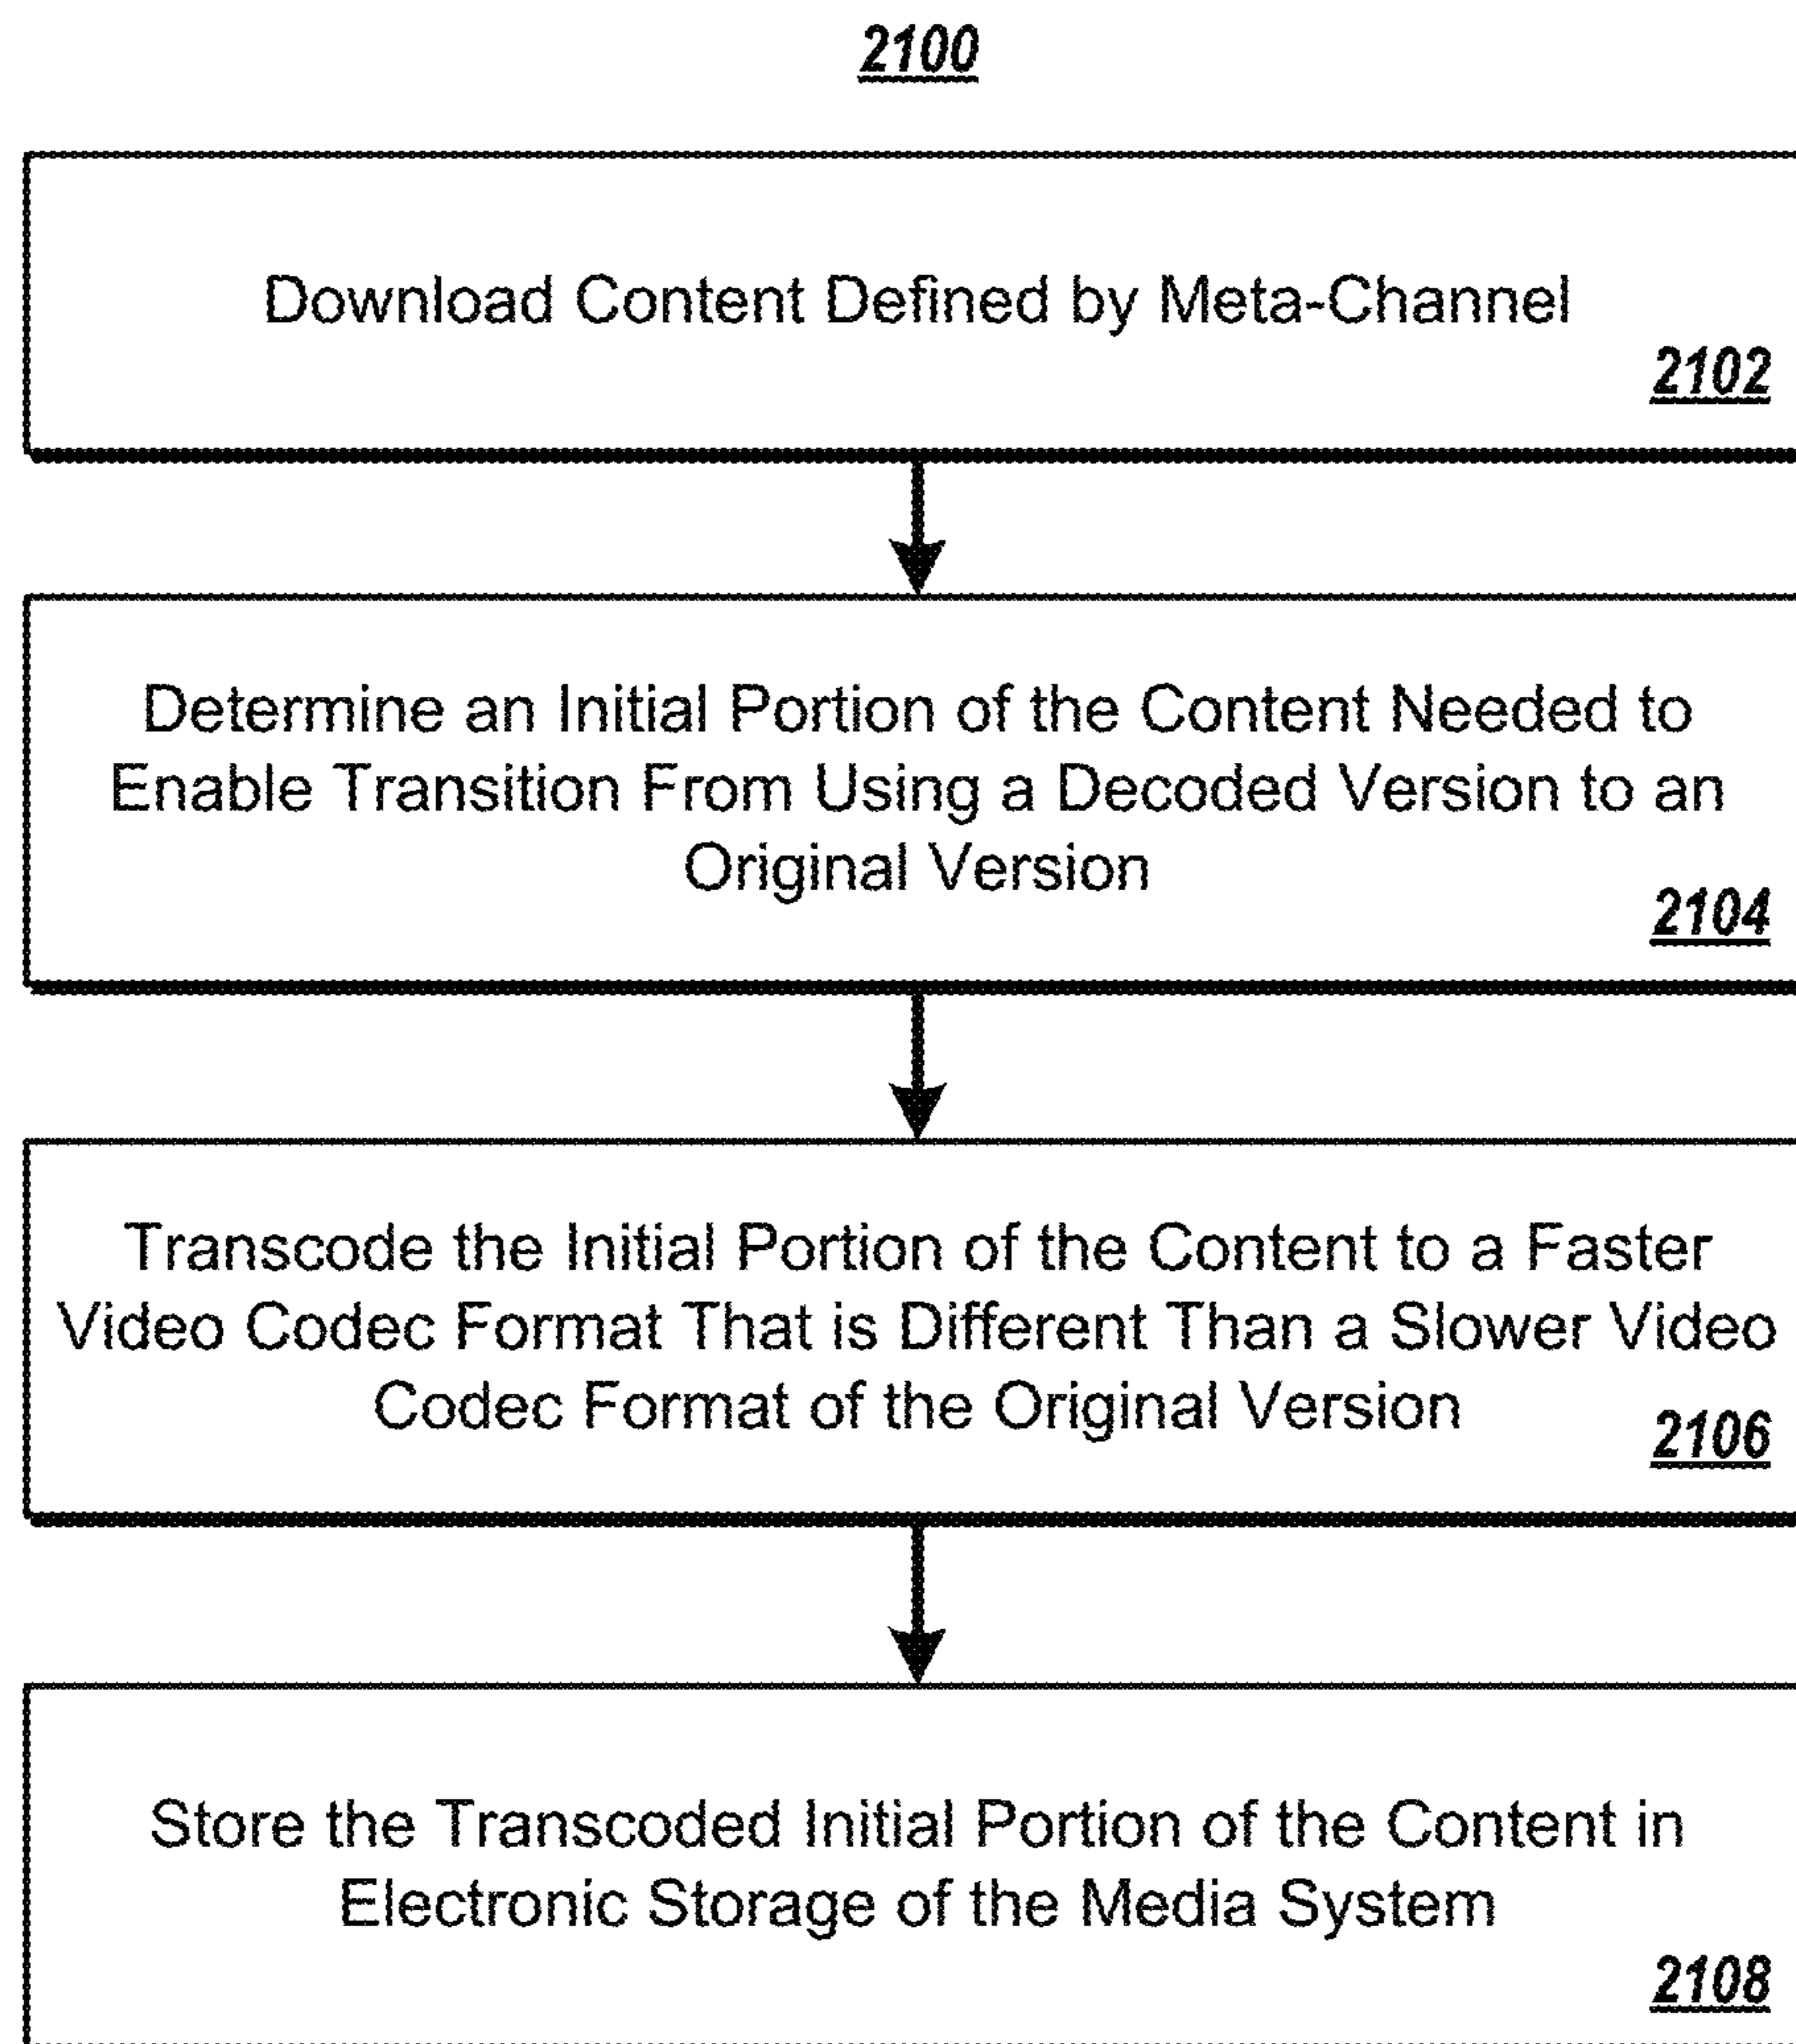 2100
Download Content Defined by Meta-Channel
2102
Determine an Initial Portion of the Content Needed to
Enable Transition From Using a Decoded Version to an
Original Version
2104
Transcode the Initial Portion of the Content to a Faster
Video Codec Format That is Different Than a Slower Video
Codec Format of the Original Version
2106
Store the Transcoded Initial Portion of the Content in
Electronic Storage of the Media System
2108